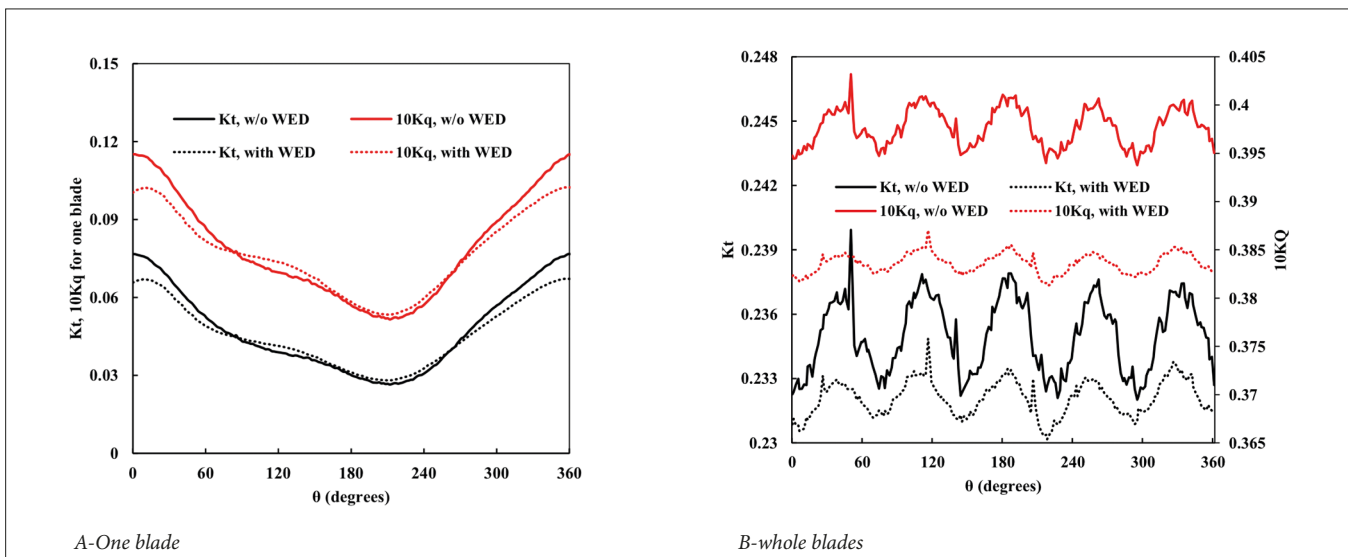 0.15
0.12
0.09
0.06
0.03
0
Kt, 10Kq for one blade
Kt, w/o WED
10Kq, w/o WED
Kt, with WED
10Kq, with WED
0 60 120 180 240 300 360
θ (degrees)
A-One blade
0.248
0.245
0.242
0.239
0.236
0.233
0.23
Kt
Kt, w/o WED
Kt, with WED
10Kq, w/o WED
10Kq, with WED
0.405
0.4
0.395
0.39
0.385
0.38
0.375
0.37
0.365
10KQ
0 60 120 180 240 300 360
θ (degrees)
B-whole blades